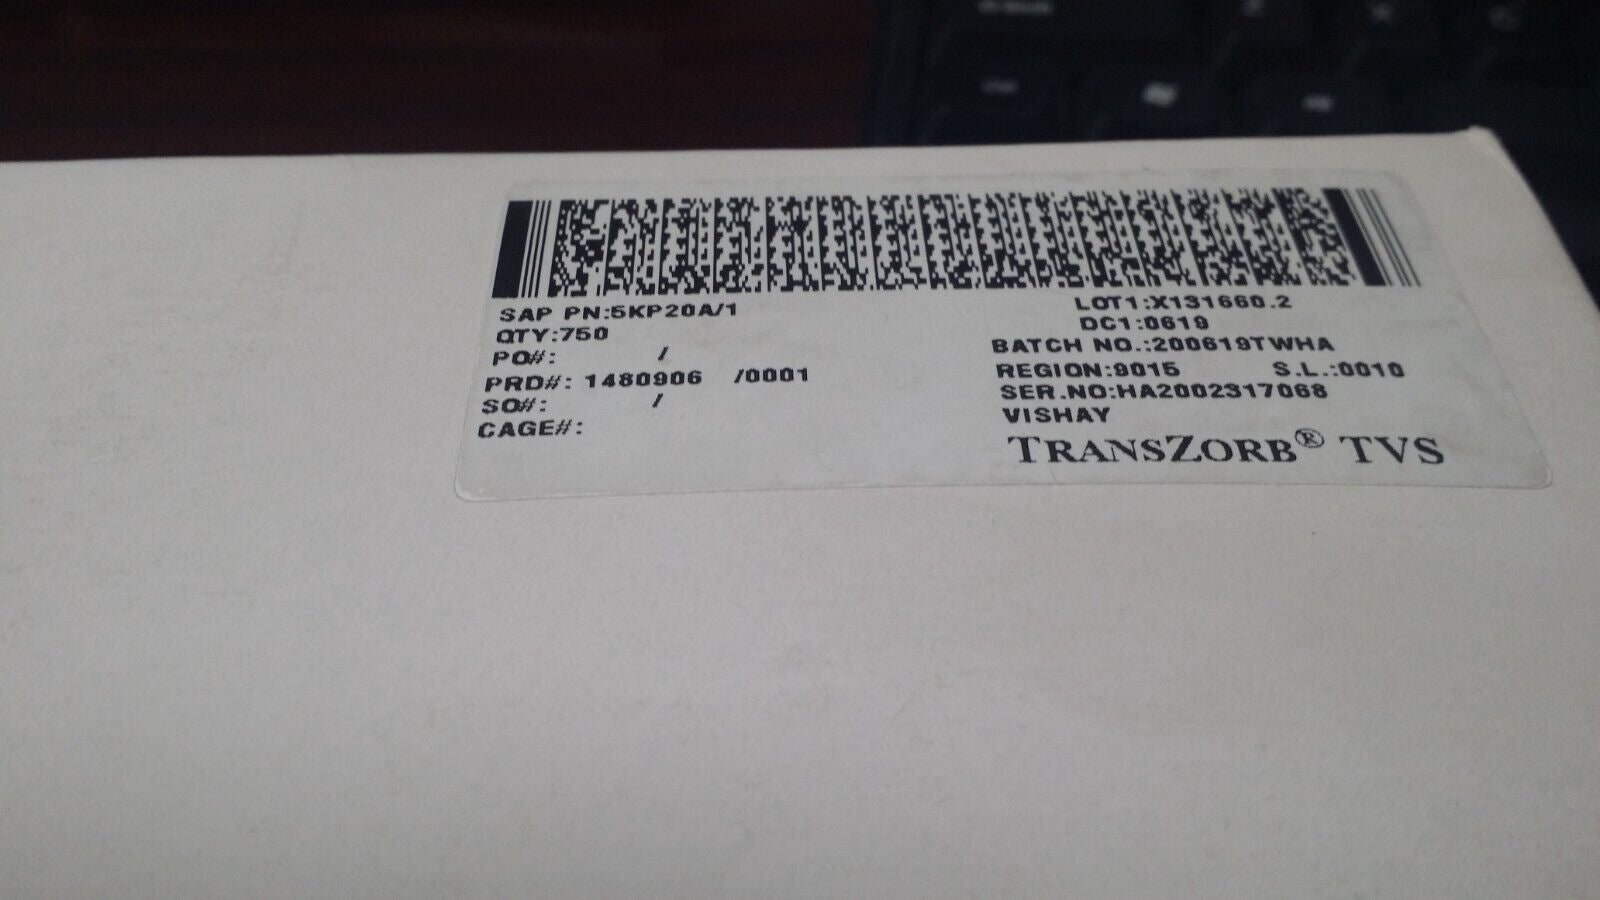 SAP PN:5KP20A/1
QTY:750
PO#: /
PRD#: 1480906 /0001
SO#: /
CAGE#:
LOT1:X131660.2
DC1:0619
BATCH NO.:200619TWHA
REGION:9015 S.L.:0010
SER.NO:HA2002317068
VISHAY
TRANSZORB® TVS